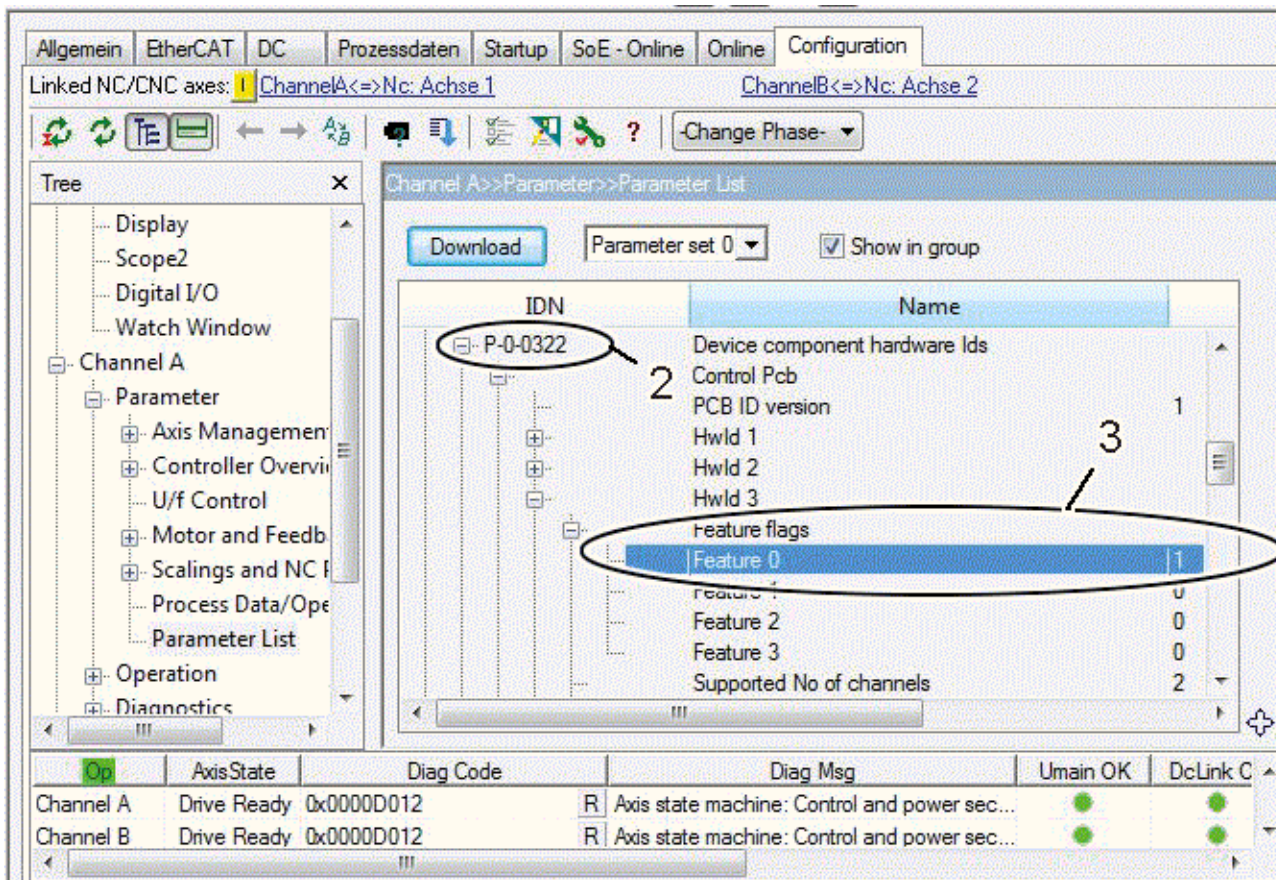 Allgemein EtherCAT DC Prozessdaten Startup SoE - Online Online Configuration
Linked NC/CNC axes: I ChannelA<=>Nc: Achse 1 ChannelB<=>Nc: Achse 2
-Change Phase-
Tree
Display
Scope2
Digital I/O
Watch Window
Channel A
Parameter
Axis Managemen
Controller Overvi
U/f Control
Motor and Feedb
Scalings and NC
Process Data/Ope
Parameter List
Operation
Diagnostics
Channel A>>Parameter>>Parameter List
Download Parameter set 0 Show in group
IDN Name
P-0-0322 Device component hardware Ids
2
Control Pcb
PCB ID version 1
HwId 1
3
HwId 2
HwId 3
Feature flags
Feature 0 1
Feature 1 0
Feature 2 0
Feature 3 0
Supported No of channels 2
Op AxisState Diag Code Diag Msg Umain OK DcLink
Channel A Drive Ready 0x0000D012 R Axis state machine: Control and power sec...
Channel B Drive Ready 0x0000D012 R Axis state machine: Control and power sec...